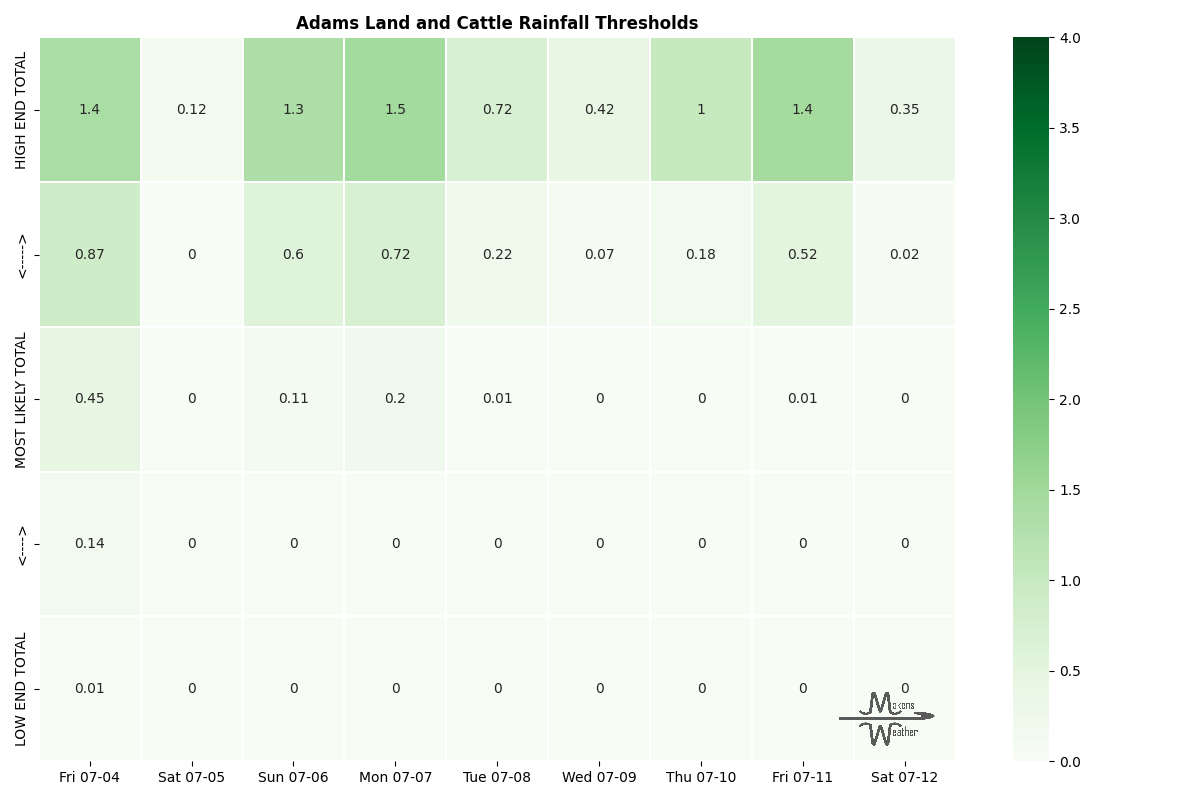 Adams Land and Cattle Rainfall Thresholds
HIGH END TOTAL
1.4 0.12 1.3 1.5 0.72 0.42 1 1.4 0.35
<----->
0.87 0 0.6 0.72 0.22 0.07 0.18 0.52 0.02
MOST LIKELY TOTAL
0.45 0 0.11 0.2 0.01 0 0 0.01 0
<---->
0.14 0 0 0 0 0 0 0 0
LOW END TOTAL
0.01 0 0 0 0 0 0 0 0
Makens
Weather
Fri 07-04 Sat 07-05 Sun 07-06 Mon 07-07 Tue 07-08 Wed 07-09 Thu 07-10 Fri 07-11 Sat 07-12
4.0
3.5
3.0
2.5
2.0
1.5
1.0
0.5
0.0